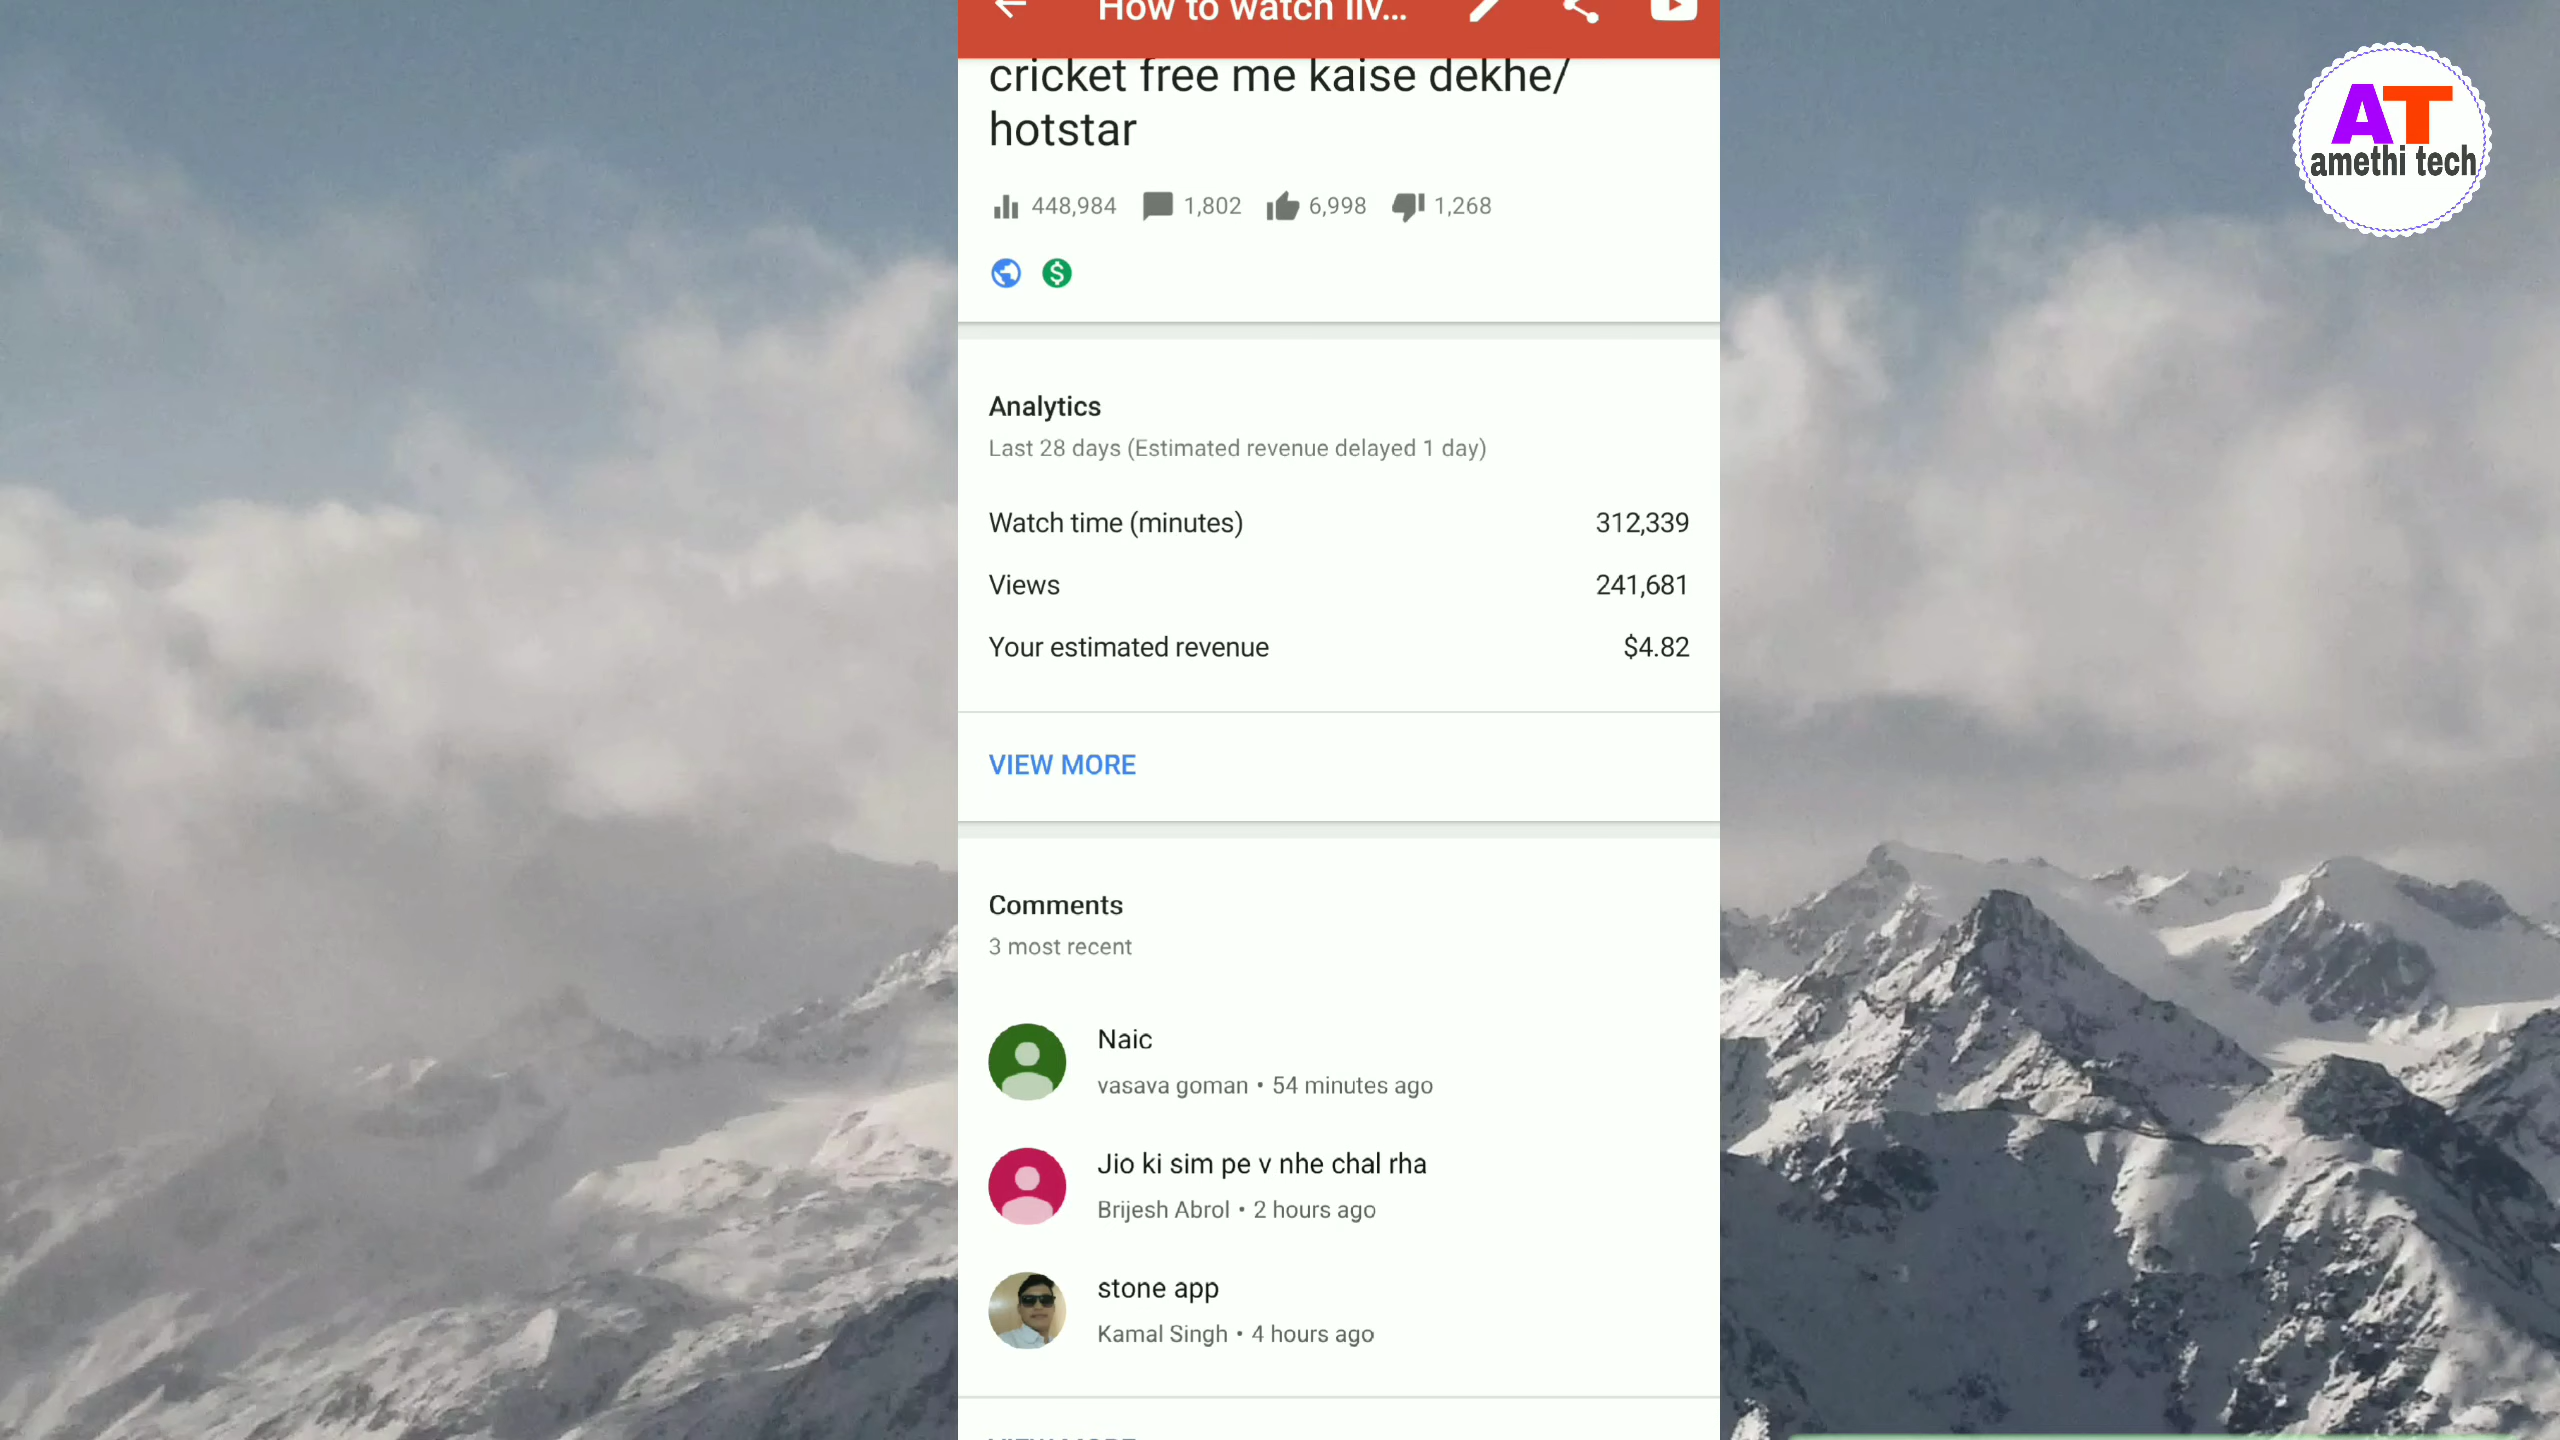 How to watch liv...
cricket free me kaise dekhe/
hotstar
448,984 1,802 6,998 1,268
AT
amethi tech
Analytics
Last 28 days (Estimated revenue delayed 1 day)
Watch time (minutes) 312,339
Views 241,681
Your estimated revenue $4.82
VIEW MORE
Comments
3 most recent
Naic
vasava goman • 54 minutes ago
Jio ki sim pe v nhe chal rha
Brijesh Abrol • 2 hours ago
stone app
Kamal Singh • 4 hours ago